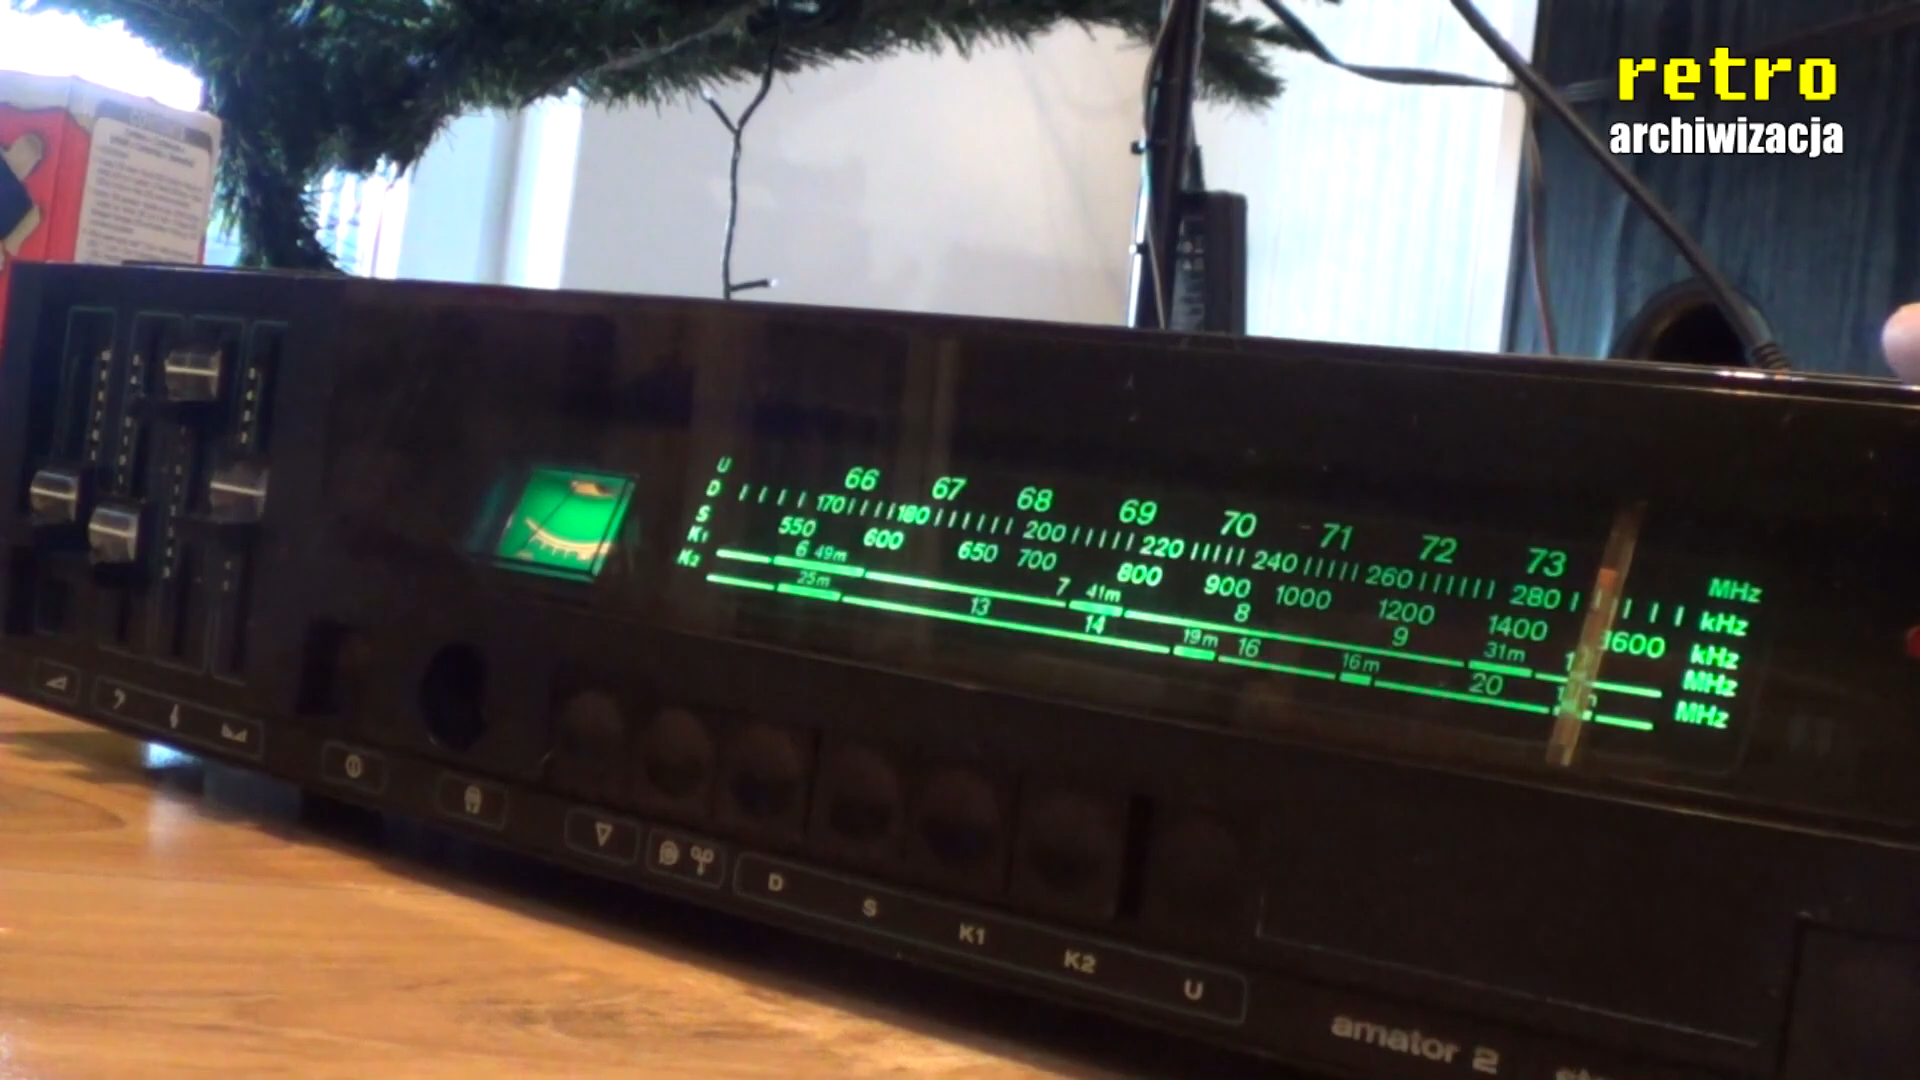 retro
archiwizacja
U 66 67 68 69 70 71 72 73 MHz
D 170 180 200 220 240 260 280 kHz
S 550 600 650 700 800 900 1000 1200 1400 1600 kHz
K1 6 49m 7 41m 8 9 31m MHz
K2 25m 13 14 19m 16 16m 20 MHz
D S K1 K2 U
amator 2